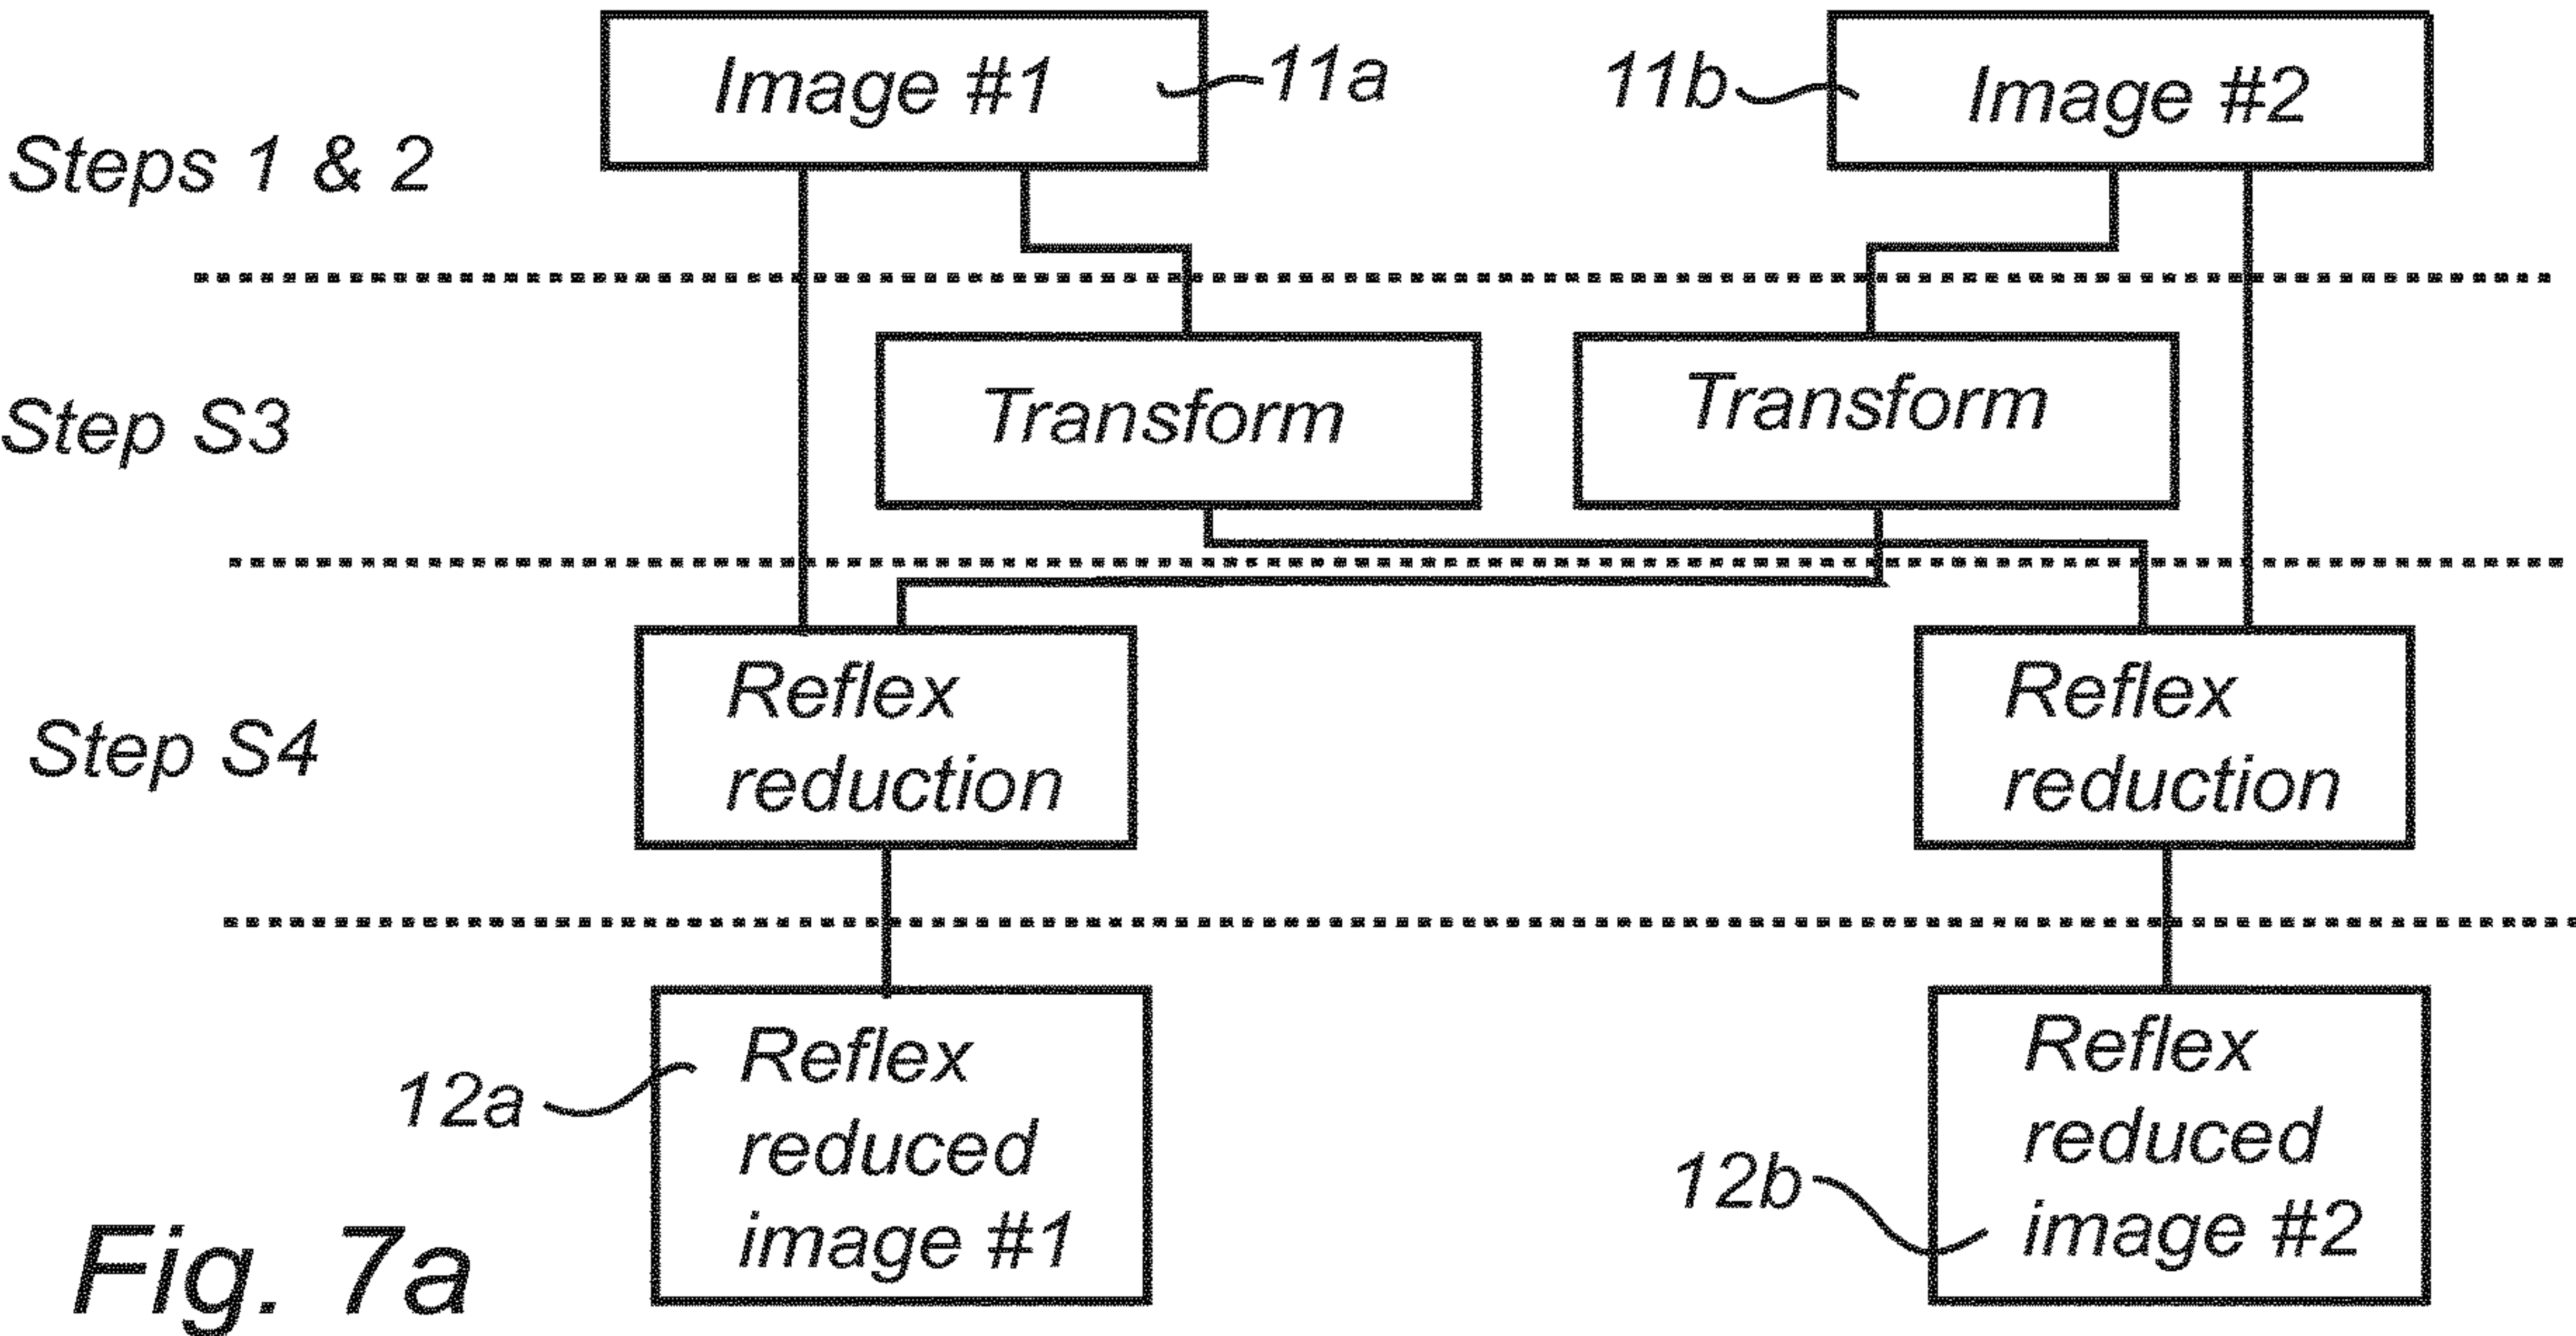 Image #1
11a
11b
Image #2
Steps 1 & 2
Transform
Transform
Step S3
Reflex
reduction
Reflex
reduction
Step S4
12a
Reflex
reduced
image #1
12b
Reflex
reduced
image #2
Fig. 7a